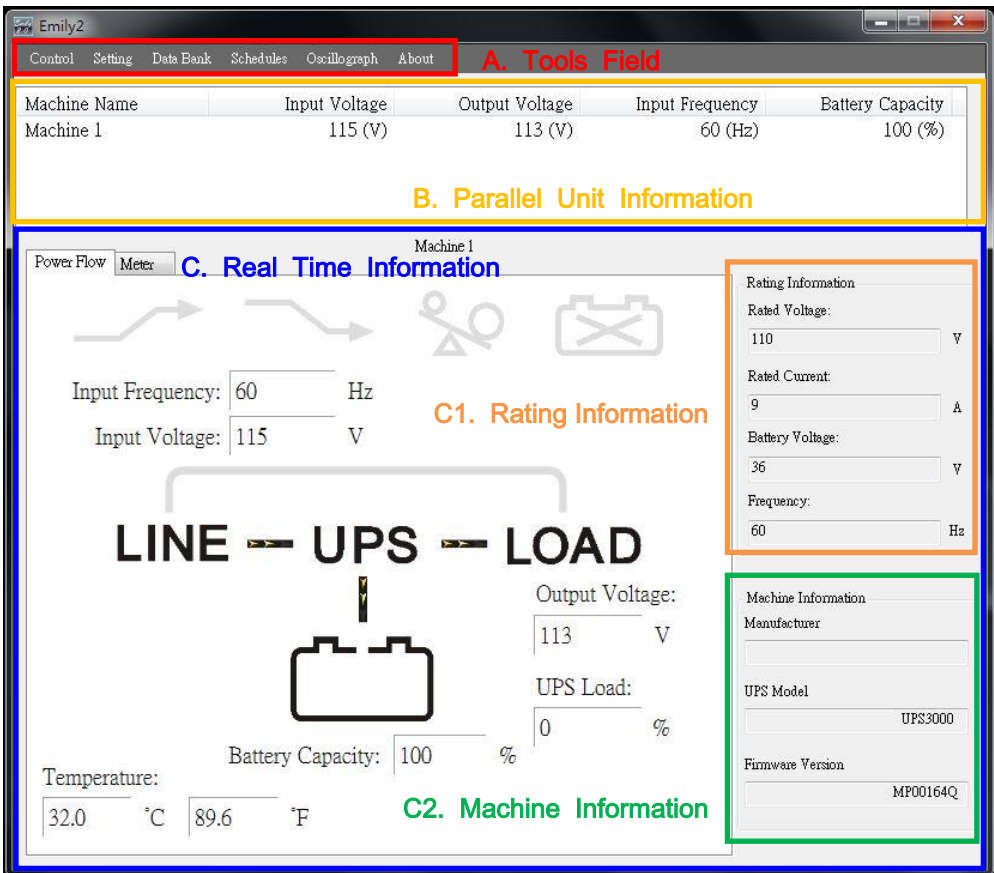 Emily2
Control Setting Data Bank Schedules Oscillograph About
A. Tools Field
Machine Name Input Voltage Output Voltage Input Frequency Battery Capacity
Machine 1 115 (V) 113 (V) 60 (Hz) 100 (%)
B. Parallel Unit Information
Machine 1
Power Flow Meter
C. Real Time Information
Input Frequency: 60 Hz
Input Voltage: 115 V
LINE UPS LOAD
Output Voltage:
113 V
UPS Load:
0 %
Battery Capacity: 100 %
Temperature:
32.0 °C 89.6 °F
C1. Rating Information
Rating Information
Rated Voltage:
110 V
Rated Current:
9 A
Battery Voltage:
36 V
Frequency:
60 Hz
C2. Machine Information
Machine Information
Manufacturer
UPS Model
UPS3000
Firmware Version
MP00164Q